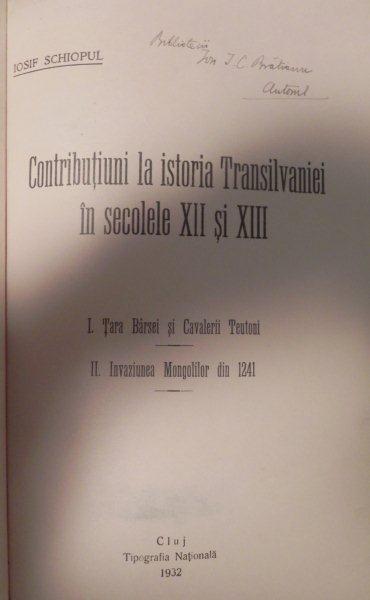 IOSIF SCHIOPUL
Bibliotecii
Ion I. C. Brătianu
Autorul
Contribuțiuni la istoria Transilvaniei
în secolele XII și XIII
I. Țara Bârsei și Cavalerii Teutoni
II. Invaziunea Mongolilor din 1241
Cluj
Tipografia Națională
1932